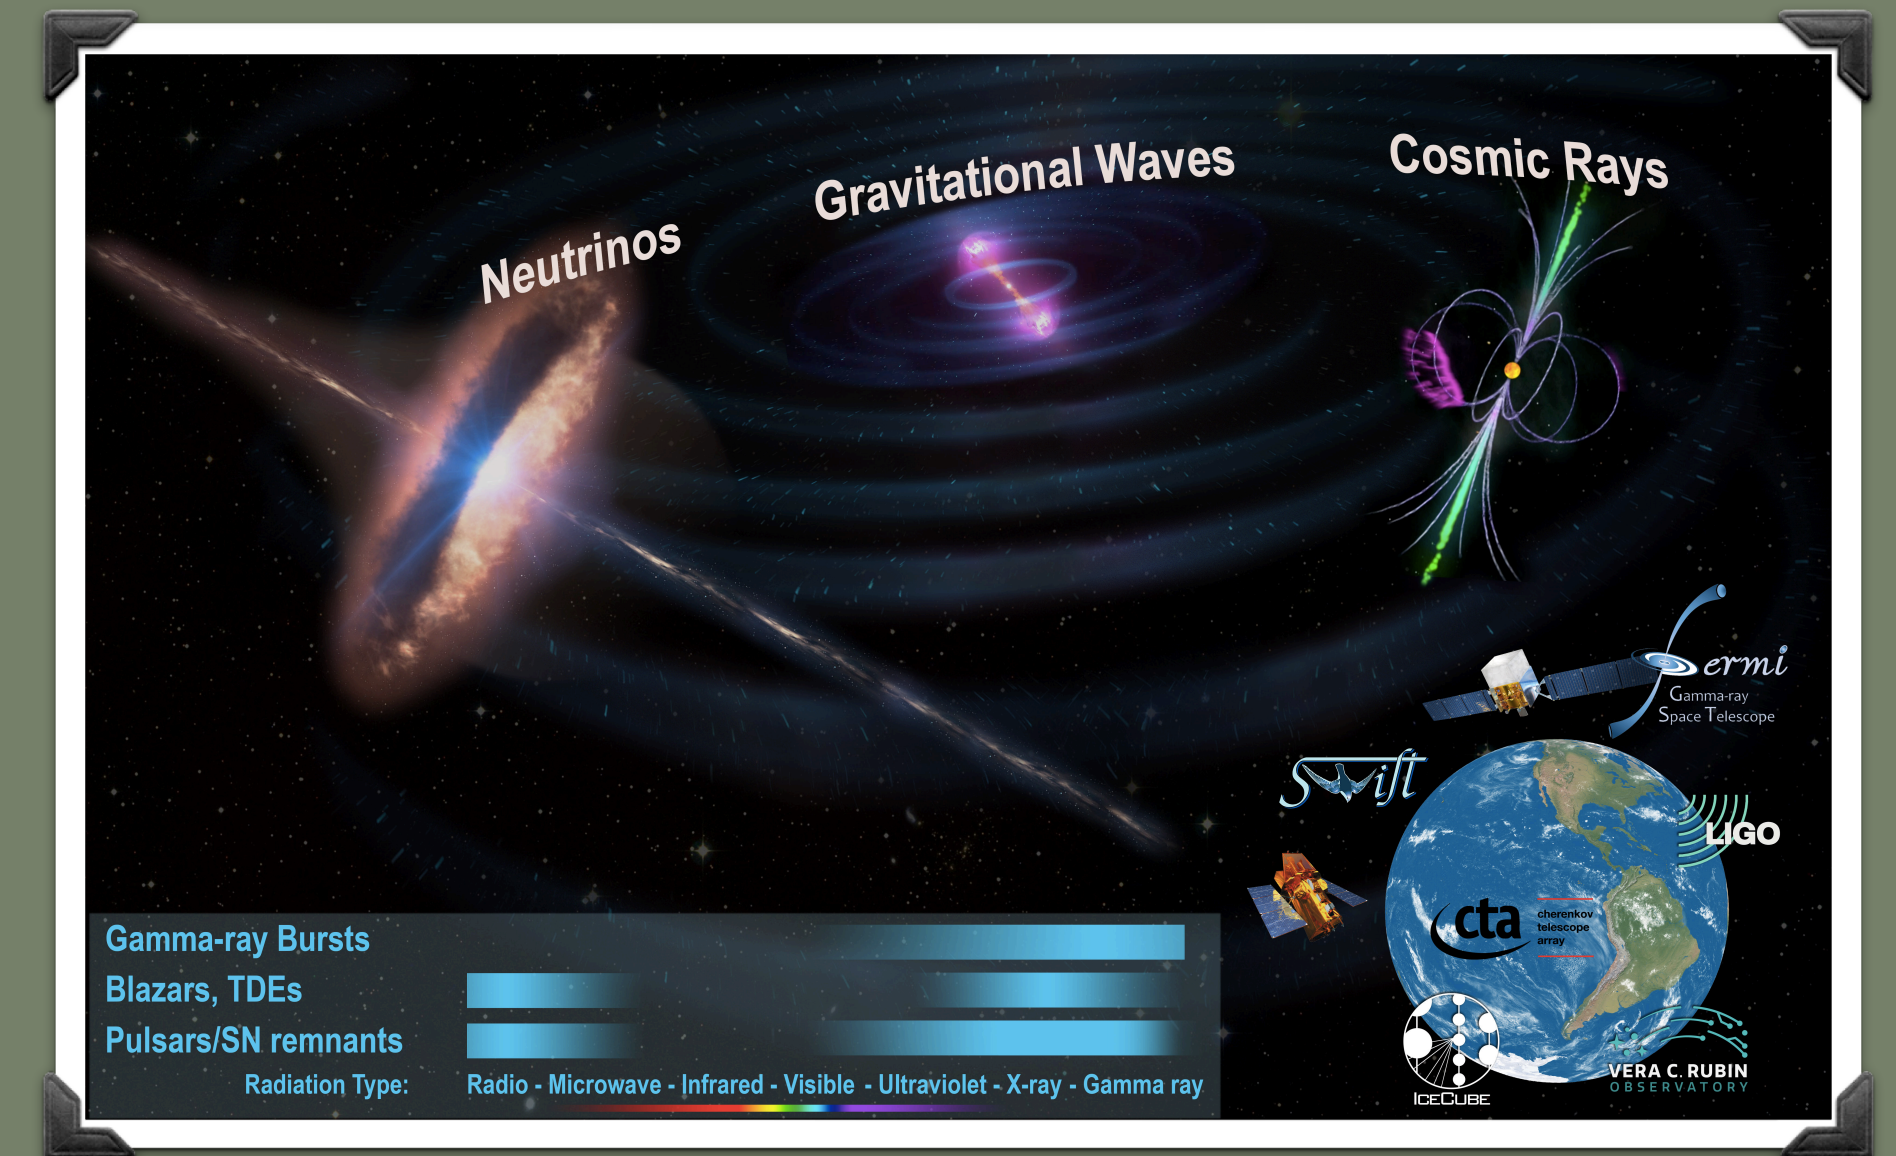 Neutrinos
Gravitational Waves
Cosmic Rays
Fermi
Gamma-ray
Space Telescope
Swift
LIGO
cta
cherenkov
telescope
array
ICECUBE
VERA C. RUBIN
OBSERVATORY
Gamma-ray Bursts
Blazars, TDEs
Pulsars/SN remnants
Radiation Type: Radio - Microwave - Infrared - Visible - Ultraviolet - X-ray - Gamma ray